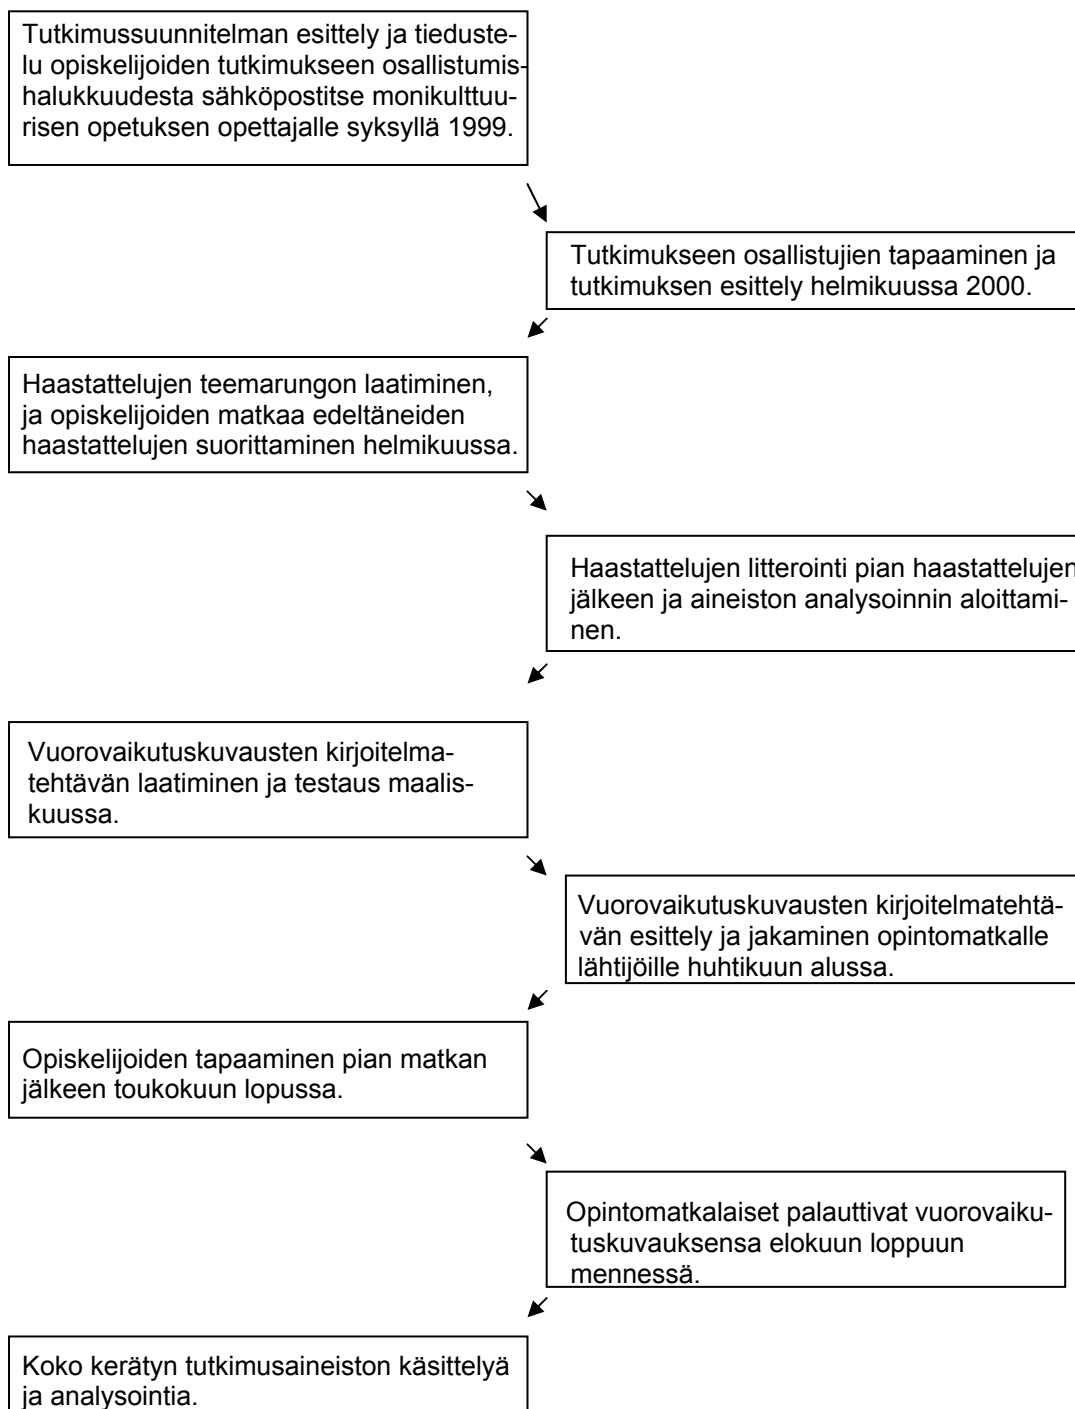 Tutkimussuunnitelman esittely ja tieduste-
lu opiskelijoiden tutkimukseen osallistumis-
halukkuudesta sähköpostitse monikulttuu-
risen opetuksen opettajalle syksyllä 1999.
Tutkimukseen osallistujien tapaaminen ja
tutkimuksen esittely helmikuussa 2000.
Haastattelujen teemarungon laatiminen,
ja opiskelijoiden matkaa edeltäneiden
haastattelujen suorittaminen helmikuussa.
Haastattelujen litterointi pian haastattelujen
jälkeen ja aineiston analysoinnin aloittami-
nen.
Vuorovaikutuskuvausten kirjoitelma-
tehtävän laatiminen ja testaus maalis-
kuussa.
Vuorovaikutuskuvausten kirjoitelmatehtä-
vän esittely ja jakaminen opintomatkalle
lähtijöille huhtikuun alussa.
Opiskelijoiden tapaaminen pian matkan
jälkeen toukokuun lopussa.
Opintomatkalaiset palauttivat vuorovaiku-
tuskuvauksensa elokuun loppuun
mennessä.
Koko kerätyn tutkimusaineiston käsittelyä
ja analysointia.